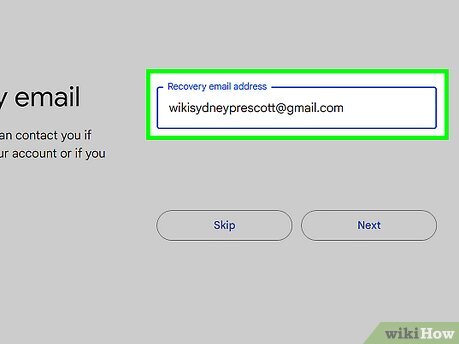 Recovery email address
y email
wikisydneyprescott@gmail.com
an contact you if
ur account or if you
Skip
Next
wikiHow